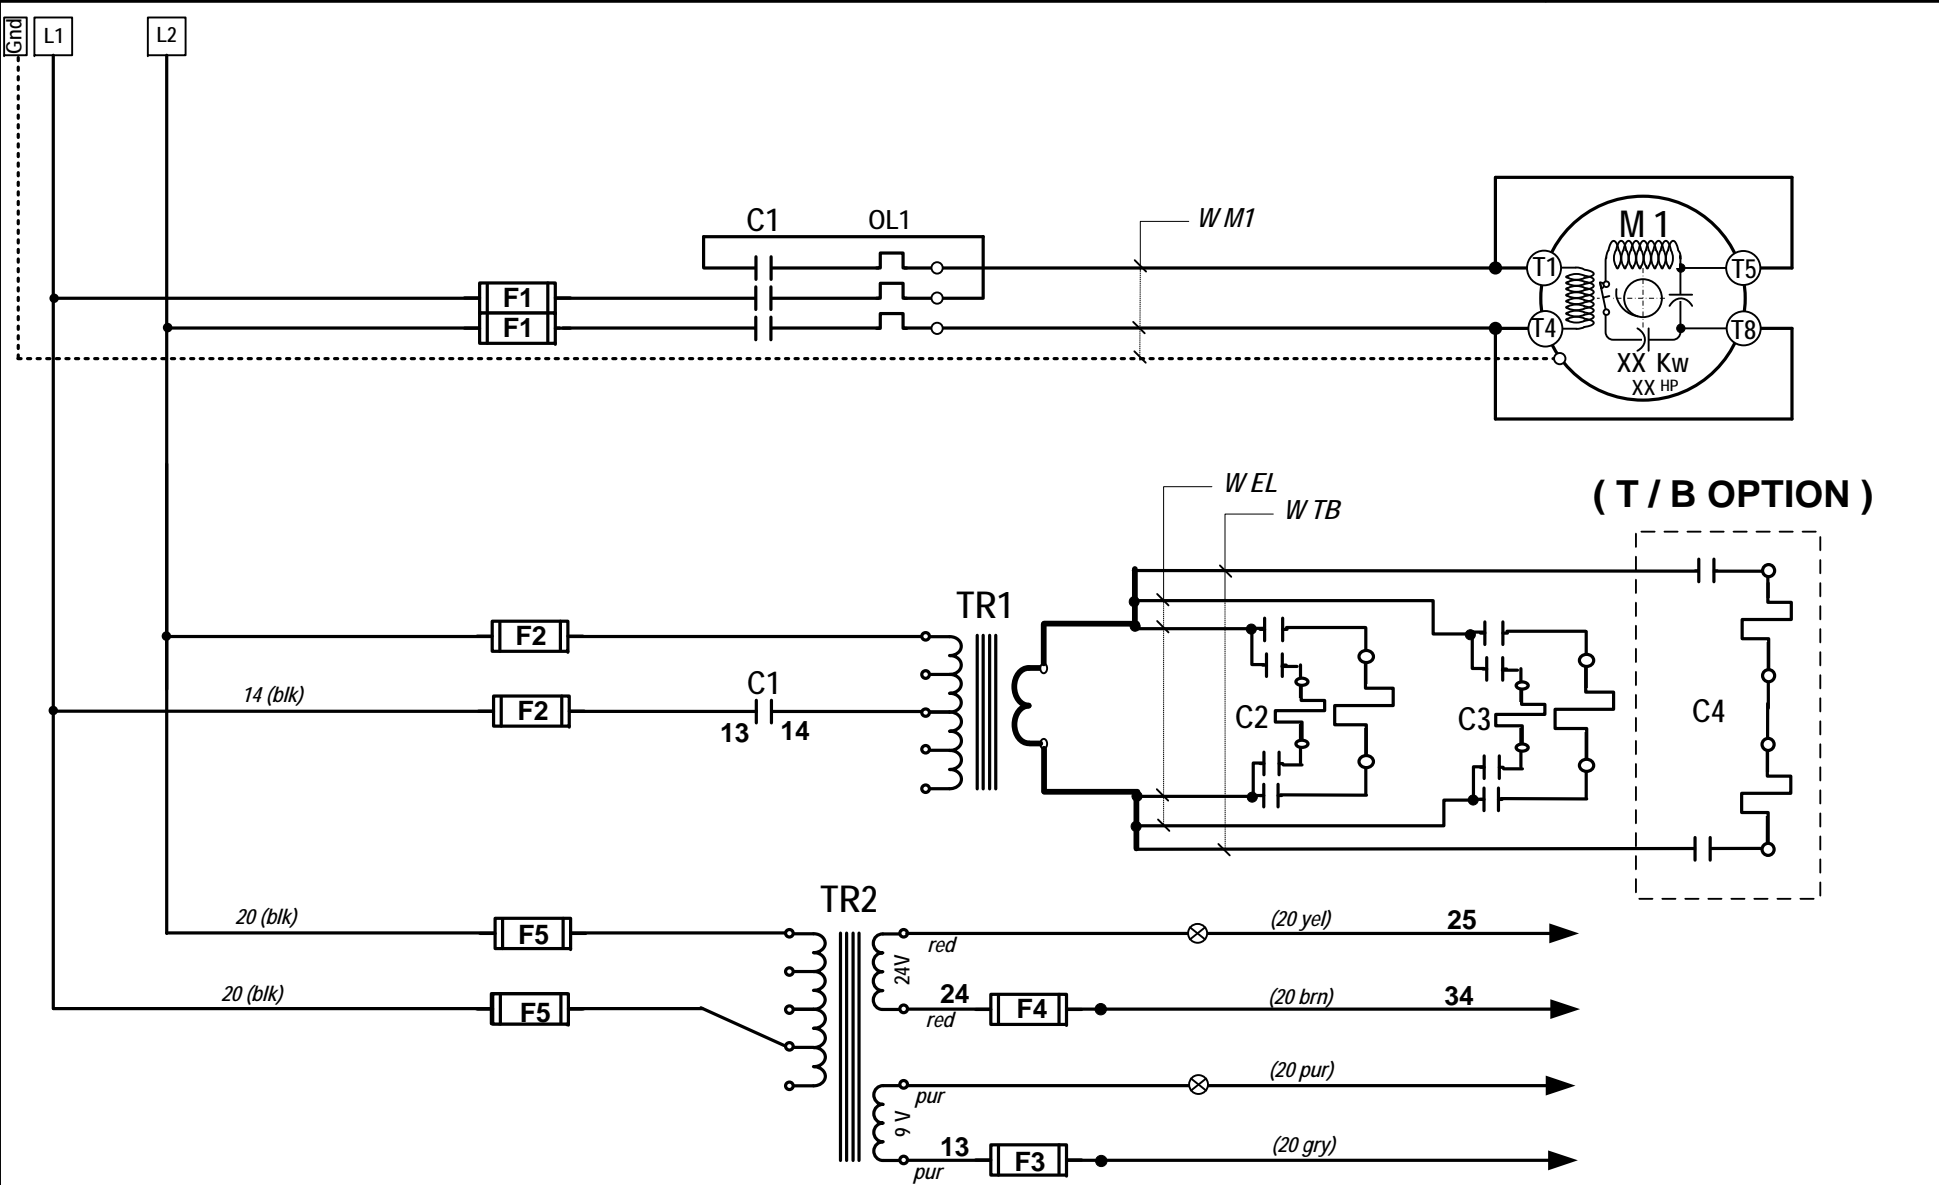 Gnd
L1
L2
C1
OL1
W M1
F1
F1
M 1
T1
T5
T4
T8
XX Kw
XX HP
W EL
W TB
( T / B OPTION )
TR1
F2
14 (blk)
F2
C1
13
14
C2
C3
C4
TR2
20 (blk)
F5
red
24V
(20 yel)
25
20 (blk)
F5
24
red
F4
(20 brn)
34
pur
9 V
(20 pur)
13
pur
F3
(20 gry)